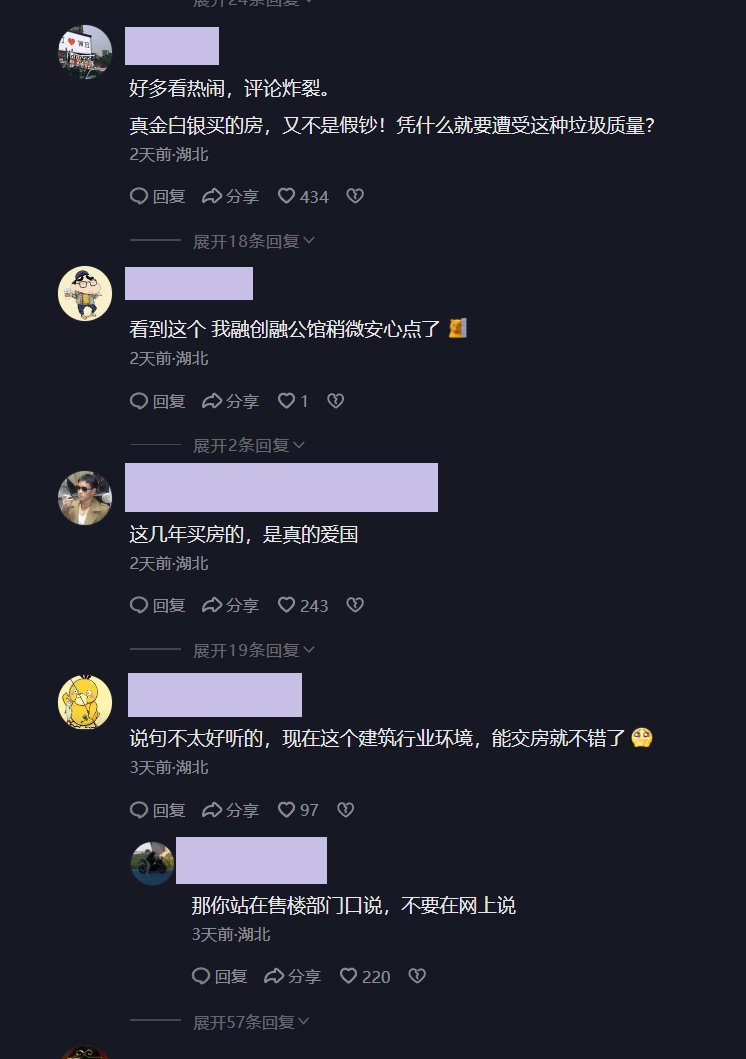 展开24条回复
好多看热闹，评论炸裂。
真金白银买的房，又不是假钞！凭什么就要遭受这种垃圾质量？
2天前·湖北
回复 分享 434
展开18条回复
看到这个 我融创融公馆稍微安心点了
2天前·湖北
回复 分享 1
展开2条回复
这几年买房的，是真的爱国
2天前·湖北
回复 分享 243
展开19条回复
说句不太好听的，现在这个建筑行业环境，能交房就不错了
3天前·湖北
回复 分享 97
那你站在售楼部门口说，不要在网上说
3天前·湖北
回复 分享 220
展开57条回复